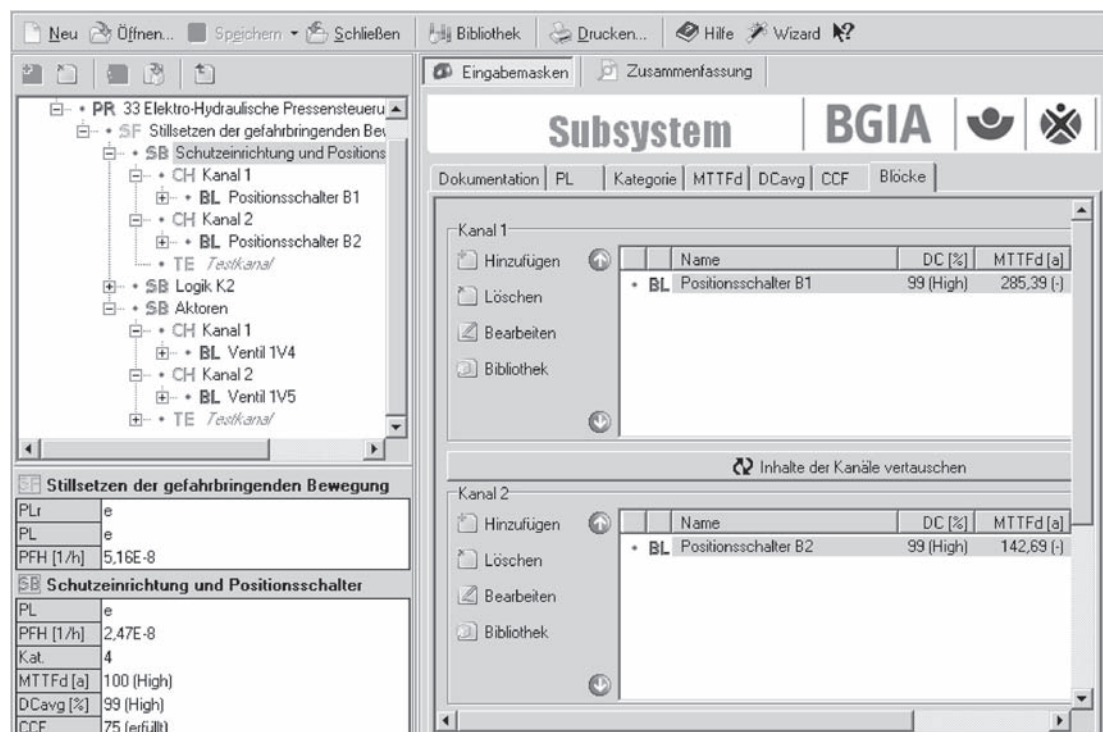 Neu Öffnen... Speichern Schließen Bibliothek Drucken... Hilfe Wizard
Eingabemasken Zusammenfassung
PR 33 Elektro-Hydraulische Pressensteueru
SF Stillsetzen der gefahrbringenden Bew
SB Schutzeinrichtung und Positions
CH Kanal 1
BL Positionsschalter B1
CH Kanal 2
BL Positionsschalter B2
TE Testkanal
SB Logik K2
SB Aktoren
CH Kanal 1
BL Ventil 1V4
CH Kanal 2
BL Ventil 1V5
TE Testkanal
SF Stillsetzen der gefahrbringenden Bewegung
PLr e
PL e
PFH [1/h] 5,16E-8
SB Schutzeinrichtung und Positionsschalter
PL e
PFH [1/h] 2,47E-8
Kat. 4
MTTFd [a] 100 (High)
DCavg [%] 99 (High)
CCF 75 (erfüllt)
Subsystem BGIA
Dokumentation PL Kategorie MTTFd DCavg CCF Blöcke
Kanal 1
Hinzufügen
Löschen
Bearbeiten
Bibliothek
Name DC [%] MTTFd [a]
BL Positionsschalter B1 99 (High) 285,39 (-)
Inhalte der Kanäle vertauschen
Kanal 2
Hinzufügen
Löschen
Bearbeiten
Bibliothek
Name DC [%] MTTFd [a]
BL Positionsschalter B2 99 (High) 142,69 (-)